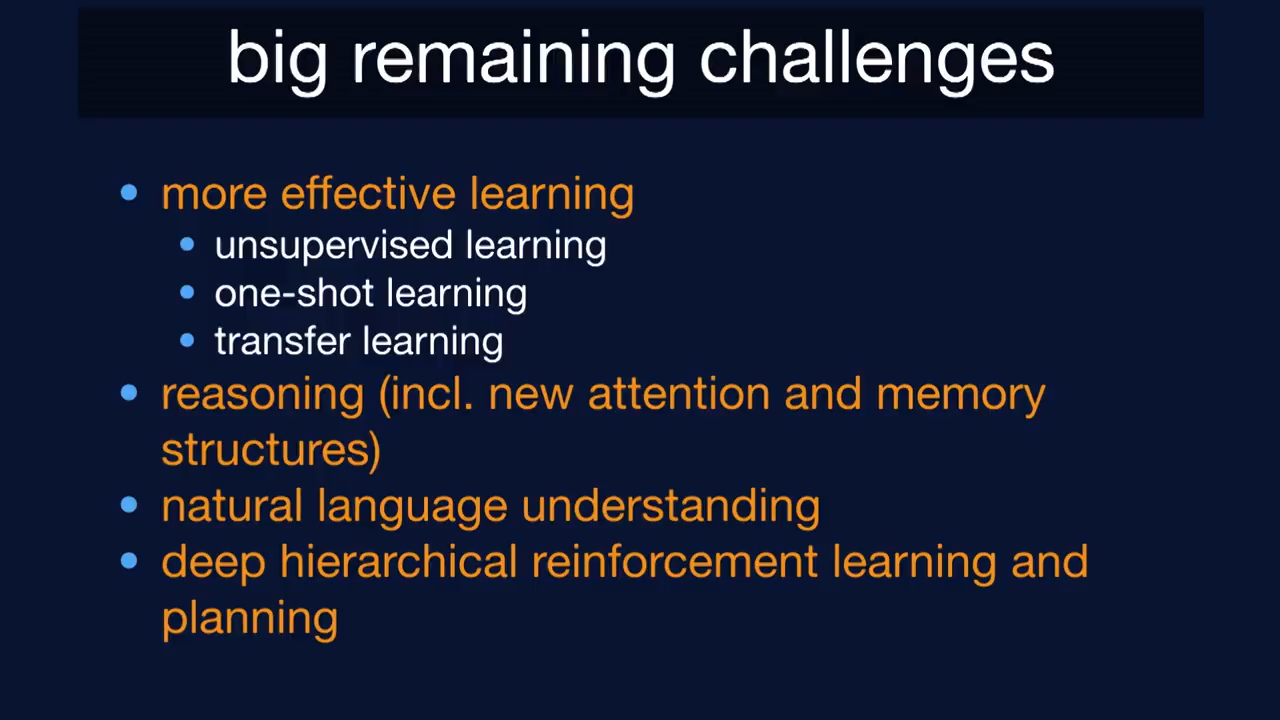 big remaining challenges
• more effective learning
• unsupervised learning
• one-shot learning
• transfer learning
• reasoning (incl. new attention and memory
structures)
• natural language understanding
• deep hierarchical reinforcement learning and
planning